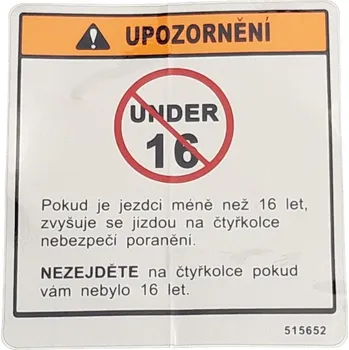 UPOZORNĚNÍ
UNDER
16
Pokud je jezdci méně než 16 let,
zvyšuje se jízdou na čtyřkolce
nebezpečí poranění.
NEZEJDĚTE na čtyřkolce pokud
vám nebylo 16 let.
515652